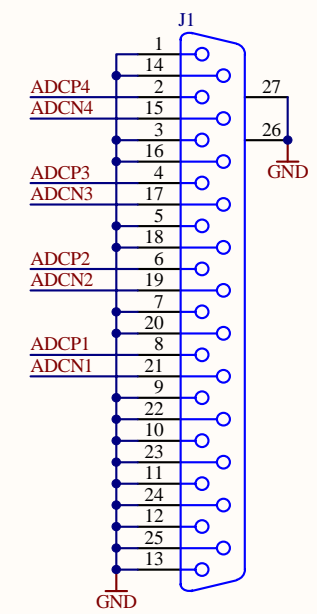 J1
1
14
ADCP4 2 27
ADCN4 15
3 26
16
GND
ADCP3 4
ADCN3 17
5
18
ADCP2 6
ADCN2 19
7
20
ADCP1 8
ADCN1 21
9
22
10
23
11
24
12
25
13
GND